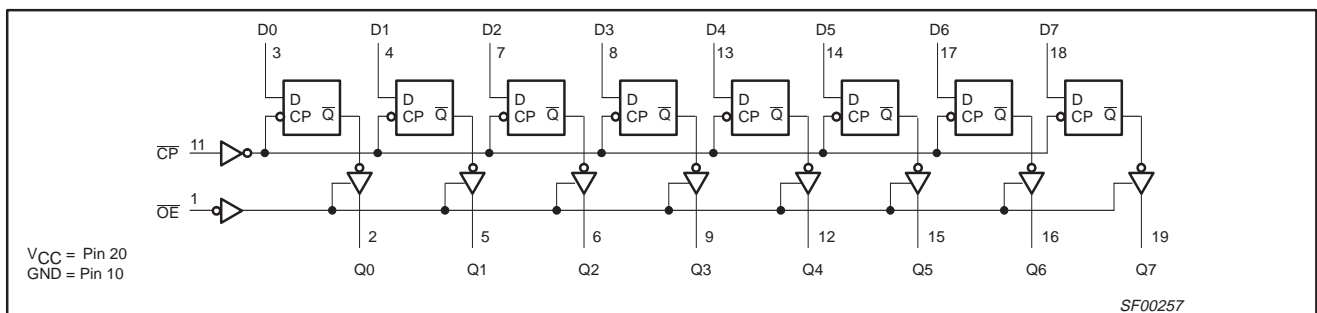 D0 D1 D2 D3 D4 D5 D6 D7
3 4 7 8 13 14 17 18
D D D D D D D D
CP Q̅ CP Q̅ CP Q̅ CP Q̅ CP Q̅ CP Q̅ CP Q̅ CP Q̅
C̅P̅ 11
O̅E̅ 1
2 5 6 9 12 15 16 19
VCC = Pin 20
GND = Pin 10
Q0 Q1 Q2 Q3 Q4 Q5 Q6 Q7
SF00257